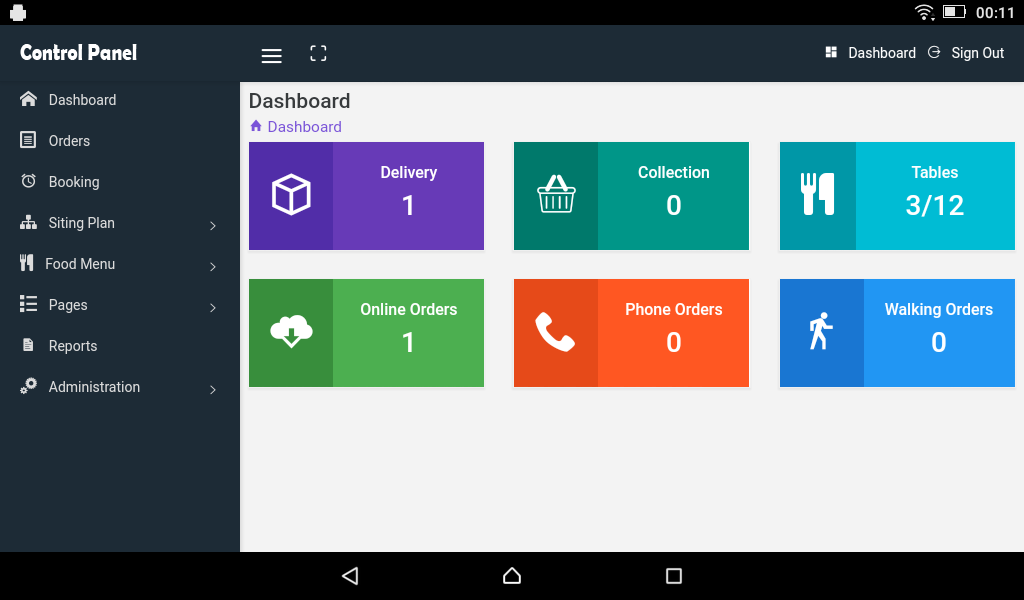 00:11
Control Panel
Dashboard Sign Out
Dashboard
Orders
Booking
Siting Plan
Food Menu
Pages
Reports
Administration
Dashboard
Dashboard
Delivery
1
Collection
0
Tables
3/12
Online Orders
1
Phone Orders
0
Walking Orders
0